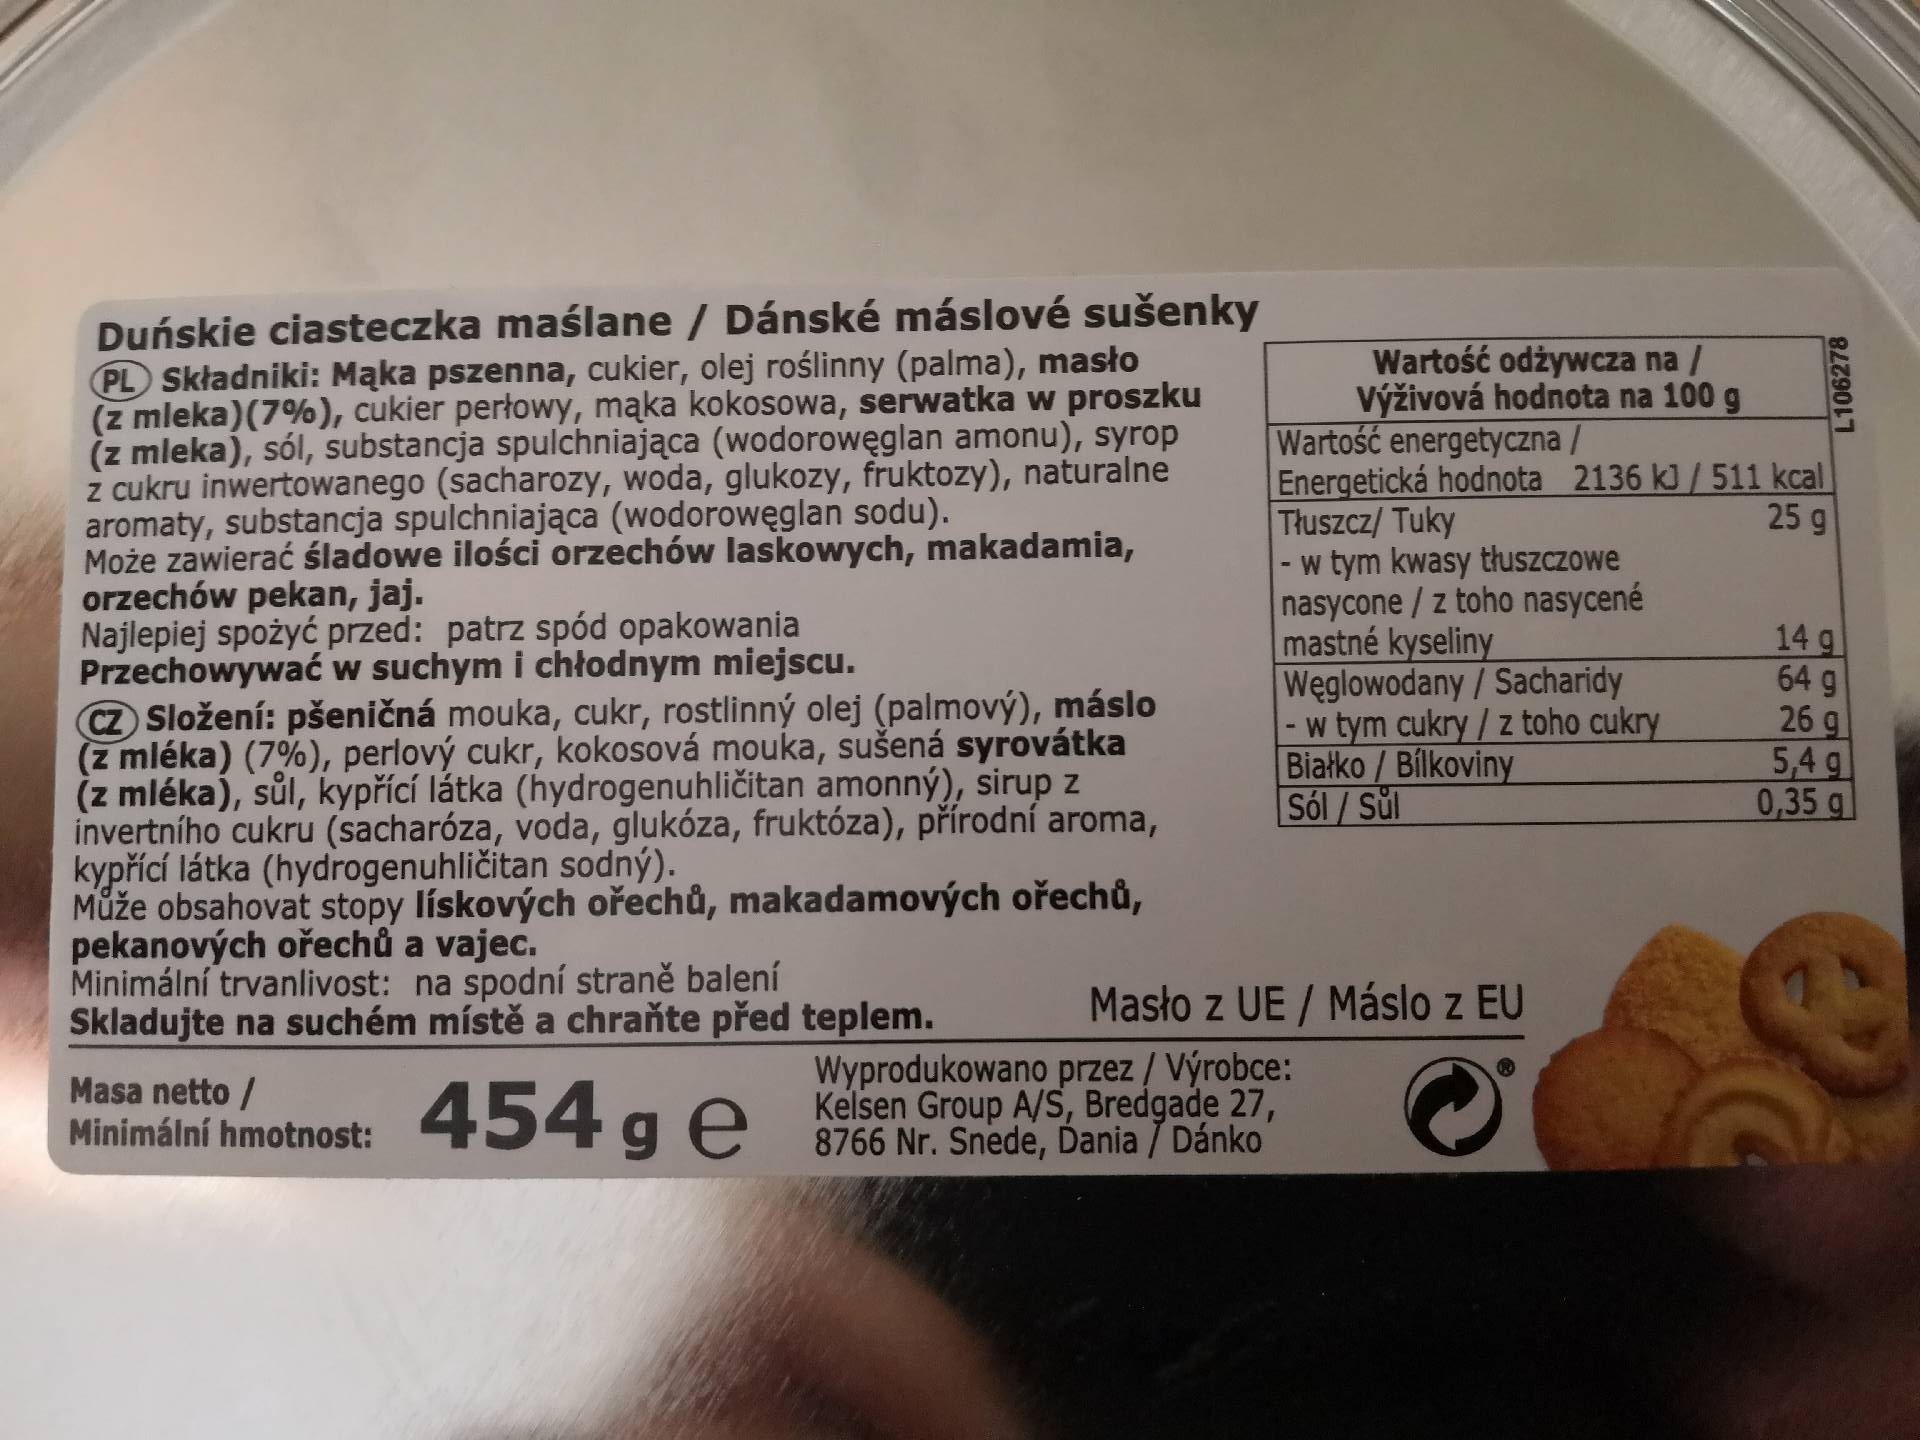 Duńskie ciasteczka maślane / Dánské máslové sušenky
PL Składniki: Mąka pszenna, cukier, olej roślinny (palma), masło
(z mleka)(7%), cukier perłowy, mąka kokosowa, serwatka w proszku
(z mleka), sól, substancja spulchniająca (wodorowęglan amonu), syrop
z cukru inwertowanego (sacharozy, woda, glukozy, fruktozy), naturalne
aromaty, substancja spulchniająca (wodorowęglan sodu).
Może zawierać śladowe ilości orzechów laskowych, makadamia,
orzechów pekan, jaj.
Najlepiej spożyć przed: patrz spód opakowania
Przechowywać w suchym i chłodnym miejscu.
CZ Složení: pšeničná mouka, cukr, rostlinný olej (palmový), máslo
(z mléka) (7%), perlový cukr, kokosová mouka, sušená syrovátka
(z mléka), sůl, kypřící látka (hydrogenuhličitan amonný), sirup z
invertního cukru (sacharóza, voda, glukóza, fruktóza), přírodní aroma,
kypřící látka (hydrogenuhličitan sodný).
Může obsahovat stopy lískových ořechů, makadamových ořechů,
pekanových ořechů a vajec.
Minimální trvanlivost: na spodní straně balení
Skladujte na suchém místě a chraňte před teplem.
Wartość odżywcza na /
Výživová hodnota na 100 g
Wartość energetyczna /
Energetická hodnota 2136 kJ / 511 kcal
Tłuszcz/ Tuky 25 g
- w tym kwasy tłuszczowe
nasycone / z toho nasycené
mastné kyseliny 14 g
Węglowodany / Sacharidy 64 g
- w tym cukry / z toho cukry 26 g
Białko / Bílkoviny 5,4 g
Sól / Sůl 0,35 g
L106278
Masło z UE / Máslo z EU
Masa netto /
Minimální hmotnost: 454 g e
Wyprodukowano przez / Výrobce:
Kelsen Group A/S, Bredgade 27,
8766 Nr. Snede, Dania / Dánko
®